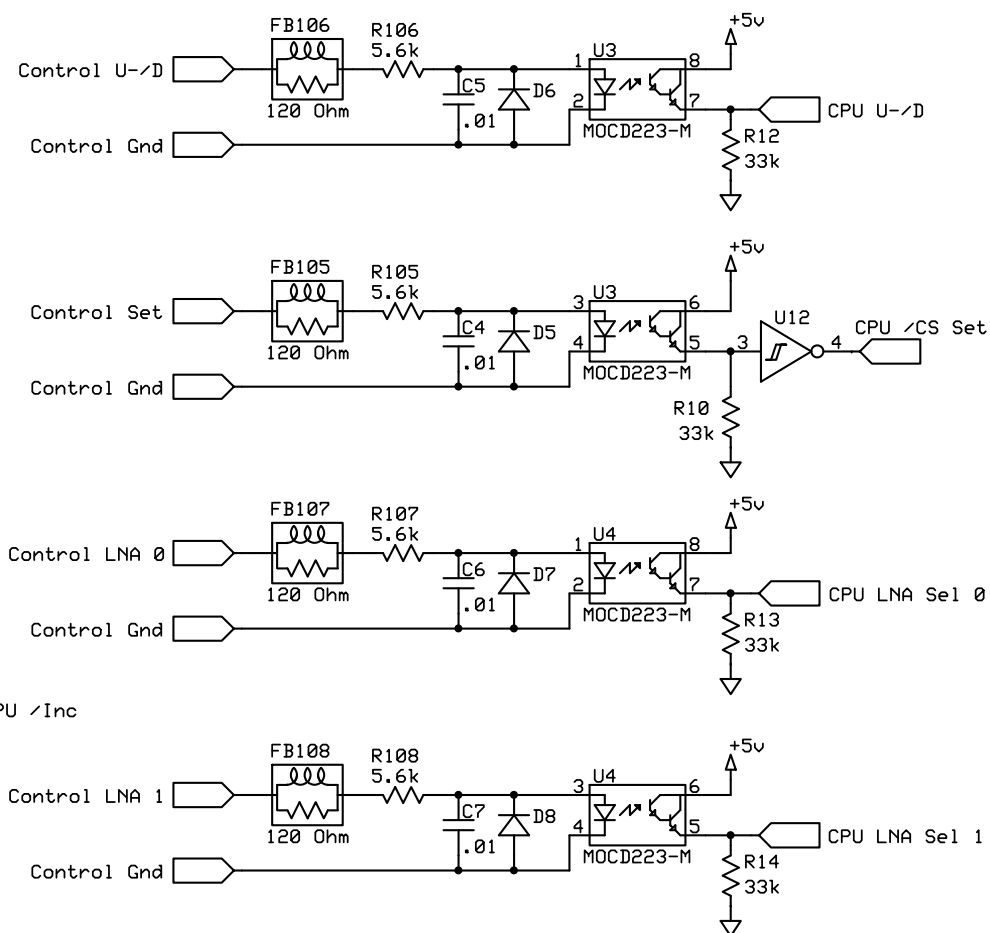 +5v
FB106
R106
5.6k
U3
Control U-/D
1
8
C5
D6
2
7
CPU U-/D
120 Ohm
.01
MOCD223-M
R12
33k
Control Gnd
+5v
FB105
R105
5.6k
U3
U12
Control Set
3
6
CPU /CS Set
C4
D5
4
5
3
4
120 Ohm
.01
MOCD223-M
Control Gnd
R10
33k
+5v
FB107
R107
5.6k
U4
Control LNA 0
1
8
C6
D7
2
7
CPU LNA Sel 0
120 Ohm
.01
MOCD223-M
R13
33k
Control Gnd
PU /Inc
+5v
FB108
R108
5.6k
U4
Control LNA 1
3
6
C7
D8
4
5
CPU LNA Sel 1
120 Ohm
.01
MOCD223-M
R14
33k
Control Gnd